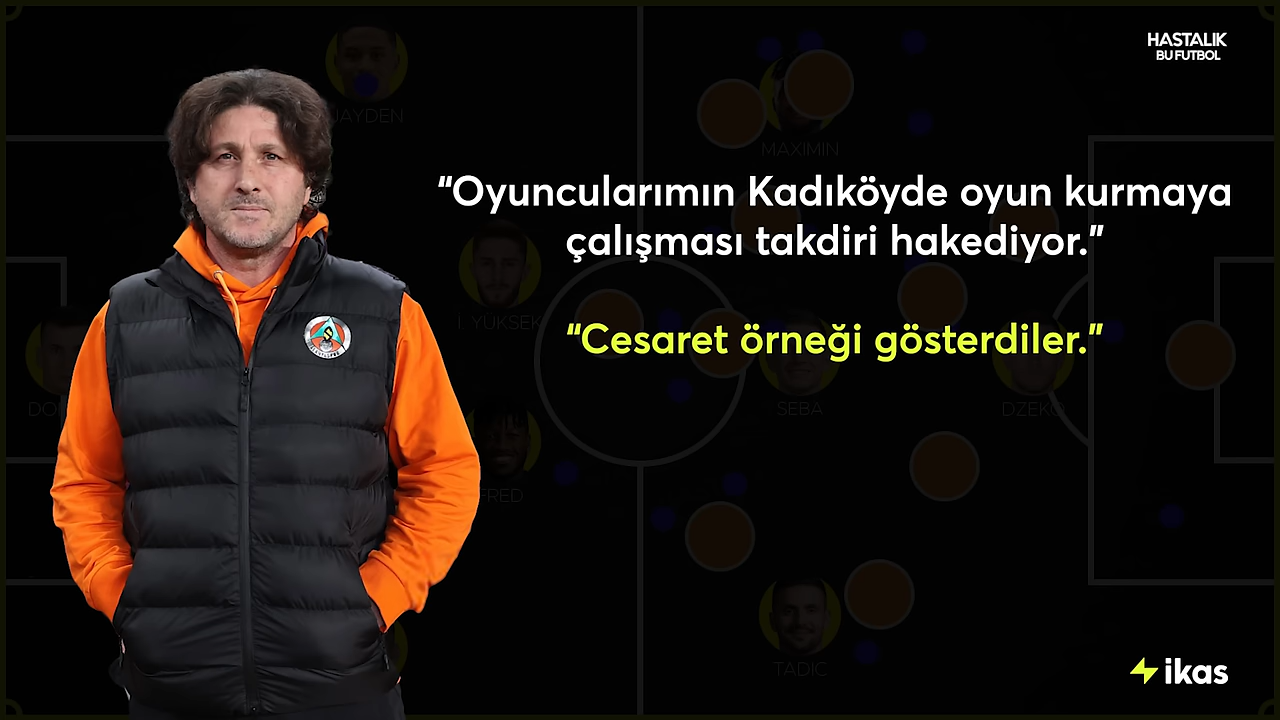 HASTALIK
BU FUTBOL
JAYDEN
MAXIMIN
“Oyuncularımın Kadıköyde oyun kurmaya
çalışması takdiri hakediyor.”
İ. YÜKSEK
“Cesaret örneği gösterdiler.”
SEBA
DZEKO
FRED
TADIC
ikas